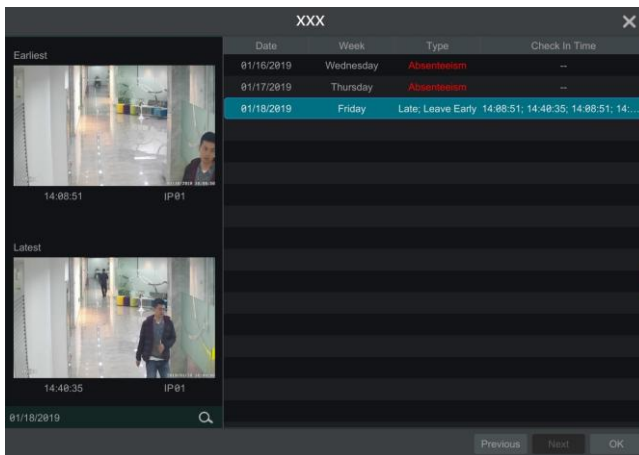 XXX
Earliest
14:08:51 IP01
Latest
14:40:35 IP01
01/18/2019
Date Week Type Check In Time
01/16/2019 Wednesday Absenteeism --
01/17/2019 Thursday Absenteeism --
01/18/2019 Friday Late; Leave Early 14:08:51; 14:40:35; 14:08:51; 14:...
Previous Next OK